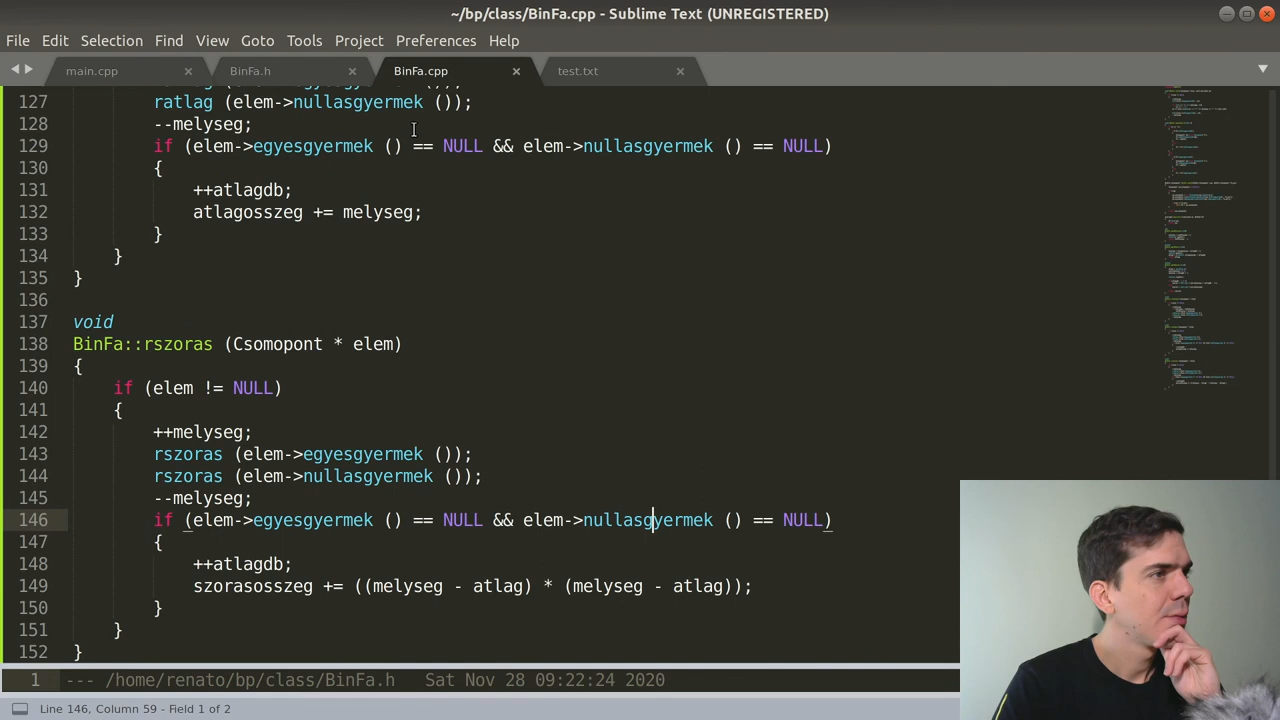 ~/bp/class/BinFa.cpp - Sublime Text (UNREGISTERED)
File Edit Selection Find View Goto Tools Project Preferences Help
main.cpp BinFa.h BinFa.cpp test.txt
127 ratlag (elem->nullasgyermek ());
128 --melyseg;
129 if (elem->egyesgyermek () == NULL && elem->nullasgyermek () == NULL)
130 {
131 ++atlagdb;
132 atlagosszeg += melyseg;
133 }
134 }
135 }
136
137 void
138 BinFa::rszoras (Csomopont * elem)
139 {
140 if (elem != NULL)
141 {
142 ++melyseg;
143 rszoras (elem->egyesgyermek ());
144 rszoras (elem->nullasgyermek ());
145 --melyseg;
146 if (elem->egyesgyermek () == NULL && elem->nullasgyermek () == NULL)
147 {
148 ++atlagdb;
149 szorasosszeg += ((melyseg - atlag) * (melyseg - atlag));
150 }
151 }
152 }
1 --- /home/renato/bp/class/BinFa.h Sat Nov 28 09:22:24 2020
Line 146, Column 59 - Field 1 of 2